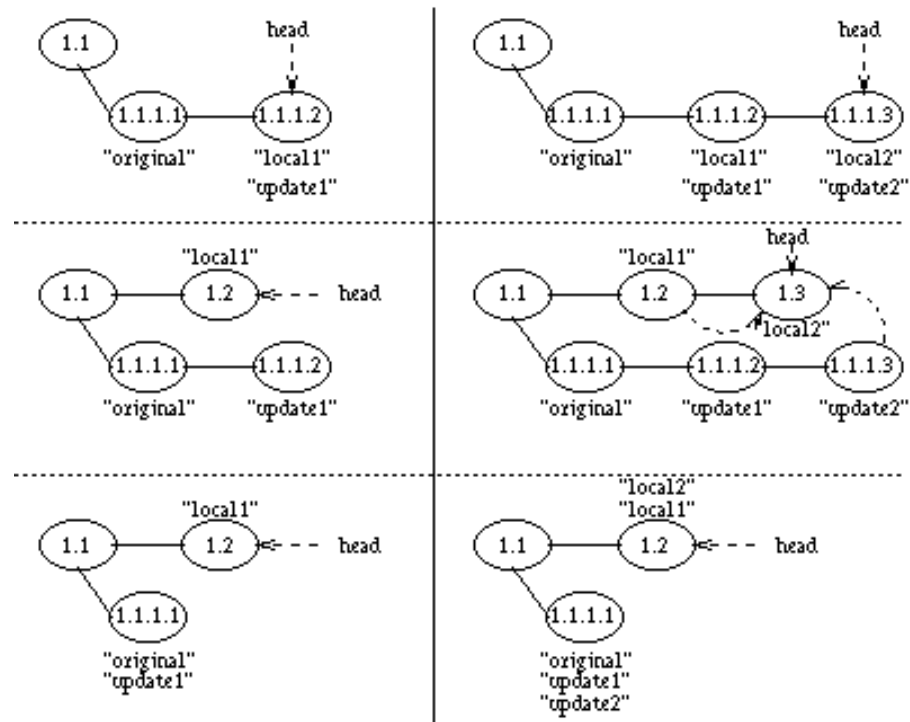 head
1.1
1.1.1.1 1.1.1.2
"original" "local1"
"update1"
head
1.1
1.1.1.1 1.1.1.2 1.1.1.3
"original" "local1" "local2"
"update1" "update2"
"local1"
1.1 1.2 head
1.1.1.1 1.1.1.2
"original" "update1"
head
"local1"
1.1 1.2 1.3
"local2"
1.1.1.1 1.1.1.2 1.1.1.3
"original" "update1" "update2"
"local1"
1.1 1.2 head
1.1.1.1
"original"
"update1"
"local2"
"local1"
1.1 1.2 head
1.1.1.1
"original"
"update1"
"update2"